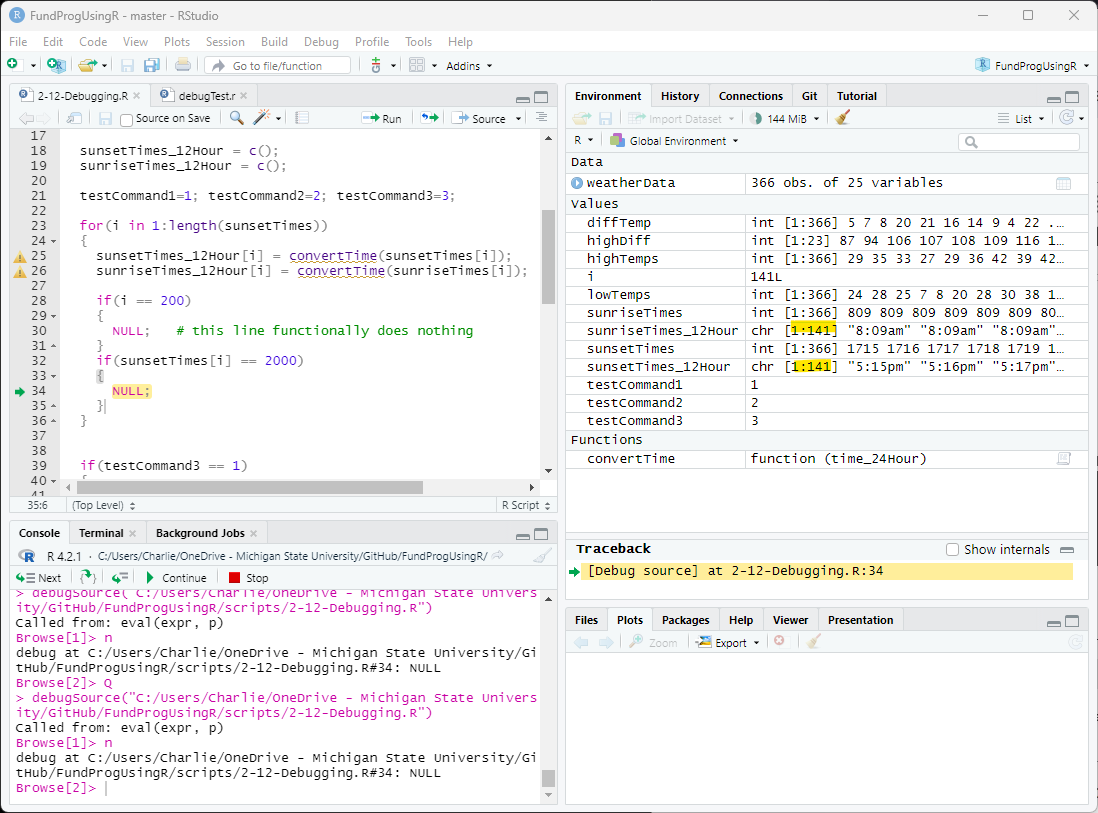 FundProgUsingR - master - RStudio
File Edit Code View Plots Session Build Debug Profile Tools Help
Go to file/function Addins FundProgUsingR
2-12-Debugging.R debugTest.r
Source on Save Run Source
17
18 sunsetTimes_12Hour = c();
19 sunriseTimes_12Hour = c();
20
21 testCommand1=1; testCommand2=2; testCommand3=3;
22
23 for(i in 1:length(sunsetTimes))
24 {
25 sunsetTimes_12Hour[i] = convertTime(sunsetTimes[i]);
26 sunriseTimes_12Hour[i] = convertTime(sunriseTimes[i]);
27
28 if(i == 200)
29 {
30 NULL; # this line functionally does nothing
31 }
32 if(sunsetTimes[i] == 2000)
33 {
34 NULL;
35 }
36 }
37
38
39 if(testCommand3 == 1)
40
41
35:6 (Top Level) R Script
Console Terminal Background Jobs
R 4.2.1 · C:/Users/Charlie/OneDrive - Michigan State University/GitHub/FundProgUsingR/
Next Continue Stop
> debugSource("C:/Users/Charlie/OneDrive - Michigan State Univers
ity/GitHub/FundProgUsingR/scripts/2-12-Debugging.R")
Called from: eval(expr, p)
Browse[1]> n
debug at C:/Users/Charlie/OneDrive - Michigan State University/Gi
tHub/FundProgUsingR/scripts/2-12-Debugging.R#34: NULL
Browse[2]> Q
> debugSource("C:/Users/Charlie/OneDrive - Michigan State Univers
ity/GitHub/FundProgUsingR/scripts/2-12-Debugging.R")
Called from: eval(expr, p)
Browse[1]> n
debug at C:/Users/Charlie/OneDrive - Michigan State University/Gi
tHub/FundProgUsingR/scripts/2-12-Debugging.R#34: NULL
Browse[2]>
Environment History Connections Git Tutorial
Import Dataset 144 MiB List
R Global Environment
Data
weatherData 366 obs. of 25 variables
Values
diffTemp int [1:366] 5 7 8 20 21 16 14 9 4 22 ...
highDiff int [1:23] 87 94 106 107 108 109 116 1...
highTemps int [1:366] 29 35 33 27 29 36 42 39 42...
i 141L
lowTemps int [1:366] 24 28 25 7 8 20 28 30 38 1...
sunriseTimes int [1:366] 809 809 809 809 809 809 80...
sunriseTimes_12Hour chr [1:141] "8:09am" "8:09am" "8:09am"...
sunsetTimes int [1:366] 1715 1716 1717 1718 1719 1...
sunsetTimes_12Hour chr [1:141] "5:15pm" "5:16pm" "5:17pm"...
testCommand1 1
testCommand2 2
testCommand3 3
Functions
convertTime function (time_24Hour)
Traceback Show internals
[Debug source] at 2-12-Debugging.R:34
Files Plots Packages Help Viewer Presentation
Zoom Export